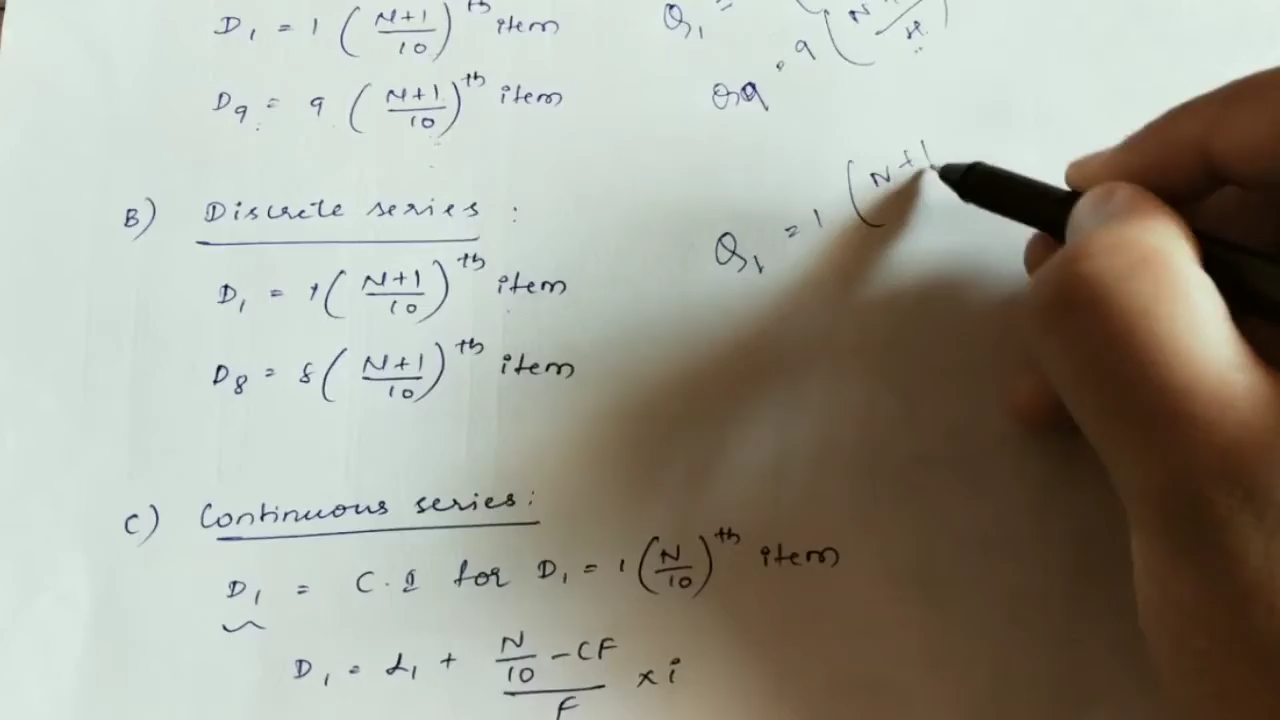 D1 = 1 ( N+1 / 10 )th item
D9 = 9 ( N+1 / 10 )th item
Q1 =
9 ( N
B) Discrete series :
D1 = 1 ( N+1 / 10 )th item
D8 = 8 ( N+1 / 10 )th item
Q1 = 1 ( N+1
C) Continuous series :
D1 = C.I for D1 = 1 ( N / 10 )th item
D1 = L1 + N/10 - CF / F x i